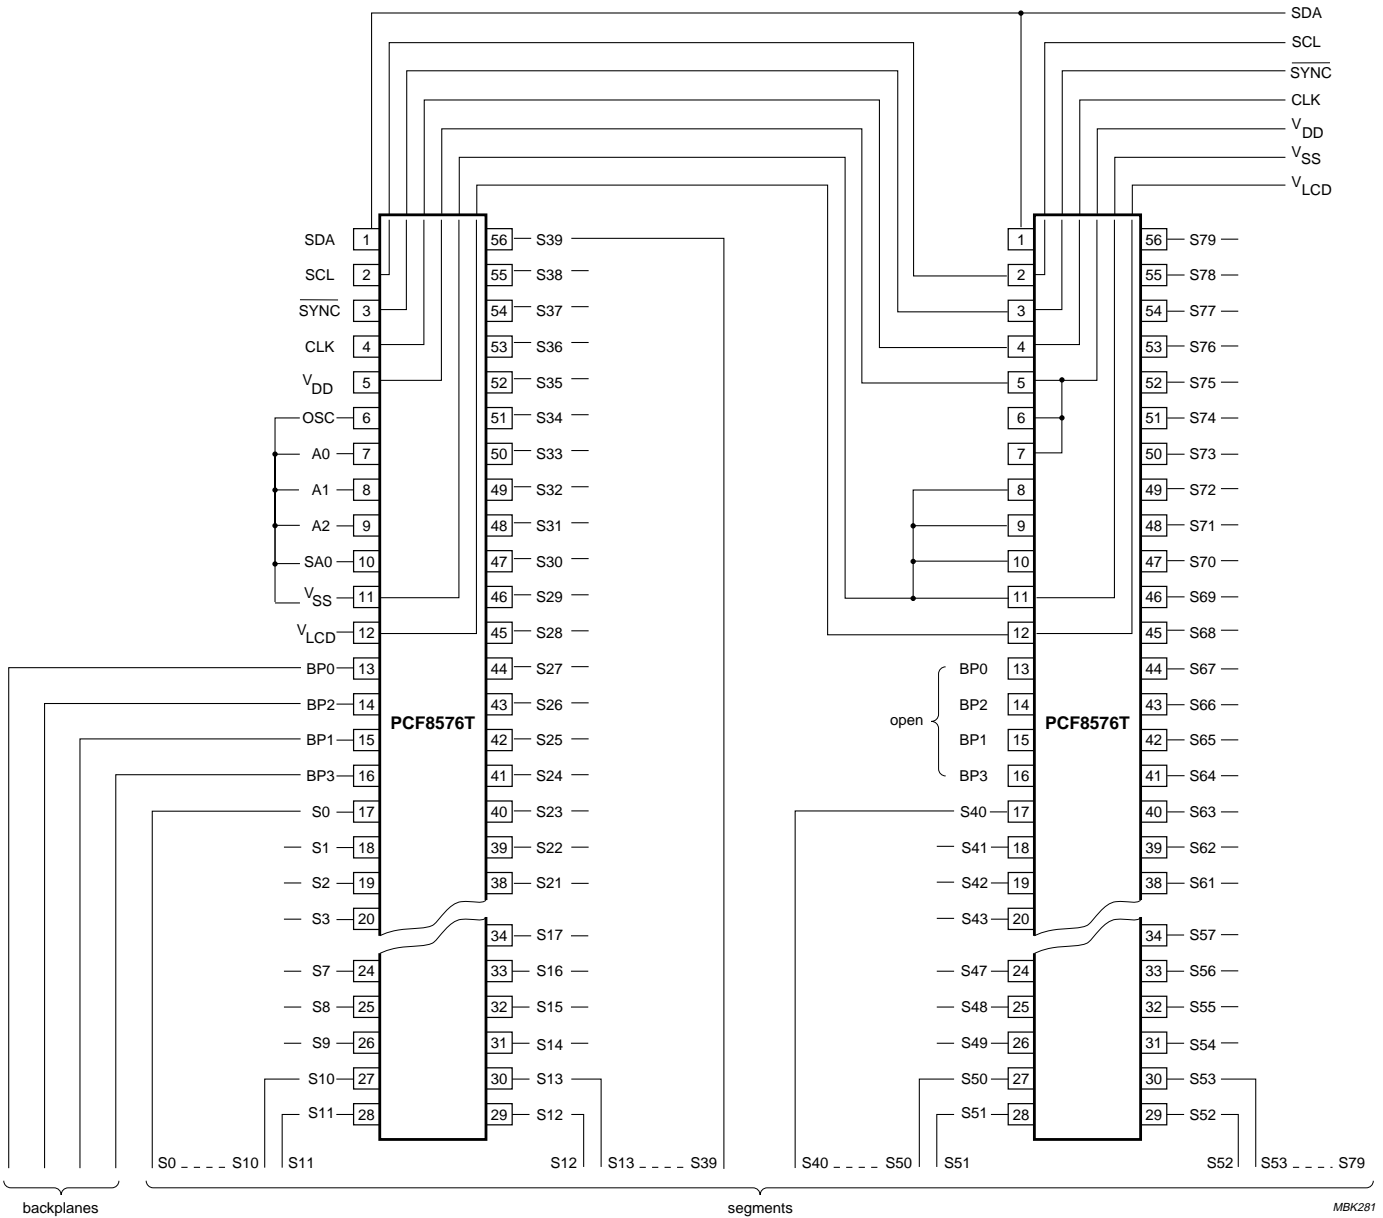 SDA
SCL
SYNC
CLK
VDD
VSS
VLCD
SDA 1 56 S39 1 56 S79
SCL 2 55 S38 2 55 S78
SYNC 3 54 S37 3 54 S77
CLK 4 53 S36 4 53 S76
VDD 5 52 S35 5 52 S75
OSC 6 51 S34 6 51 S74
A0 7 50 S33 7 50 S73
A1 8 49 S32 8 49 S72
A2 9 48 S31 9 48 S71
SA0 10 47 S30 10 47 S70
VSS 11 46 S29 11 46 S69
VLCD 12 45 S28 12 45 S68
BP0 13 44 S27 BP0 13 44 S67
BP2 14 43 S26 BP2 14 43 S66
PCF8576T open PCF8576T
BP1 15 42 S25 BP1 15 42 S65
BP3 16 41 S24 BP3 16 41 S64
S0 17 40 S23 S40 17 40 S63
S1 18 39 S22 S41 18 39 S62
S2 19 38 S21 S42 19 38 S61
S3 20 S43 20
34 S17 34 S57
S7 24 33 S16 S47 24 33 S56
S8 25 32 S15 S48 25 32 S55
S9 26 31 S14 S49 26 31 S54
S10 27 30 S13 S50 27 30 S53
S11 28 29 S12 S51 28 29 S52
S0 S10 S11 S12 S13 S39 S40 S50 S51 S52 S53 S79
backplanes segments MBK281